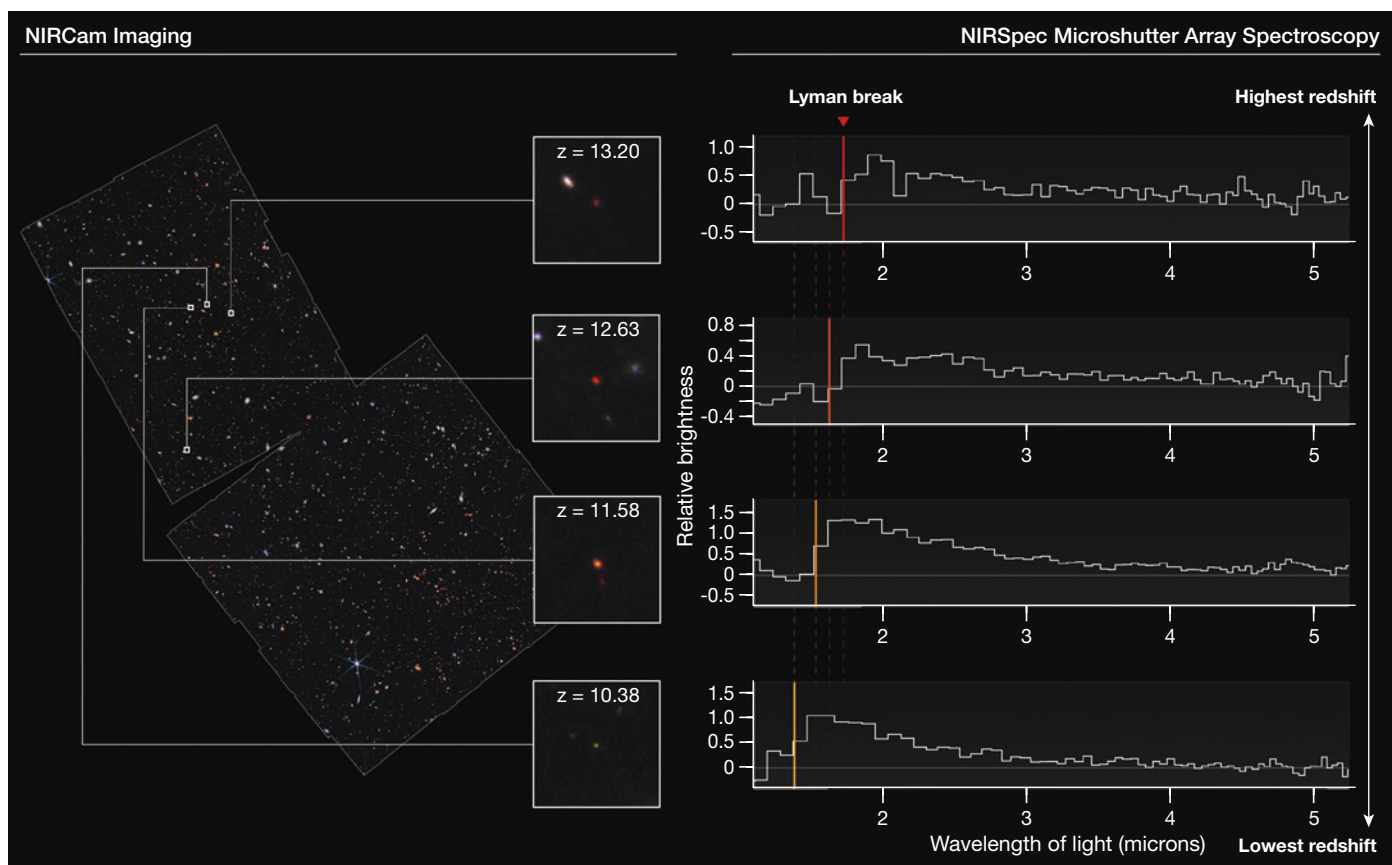 NIRCam Imaging
NIRSpec Microshutter Array Spectroscopy
Lyman break
Highest redshift
z = 13.20
1.0
0.5
0
-0.5
2 3 4 5
z = 12.63
0.8
0.4
0
-0.4
2 3 4 5
Relative brightness
z = 11.58
1.5
1.0
0.5
0
-0.5
2 3 4 5
z = 10.38
1.5
1.0
0.5
0
2 3 4 5
Wavelength of light (microns)
Lowest redshift